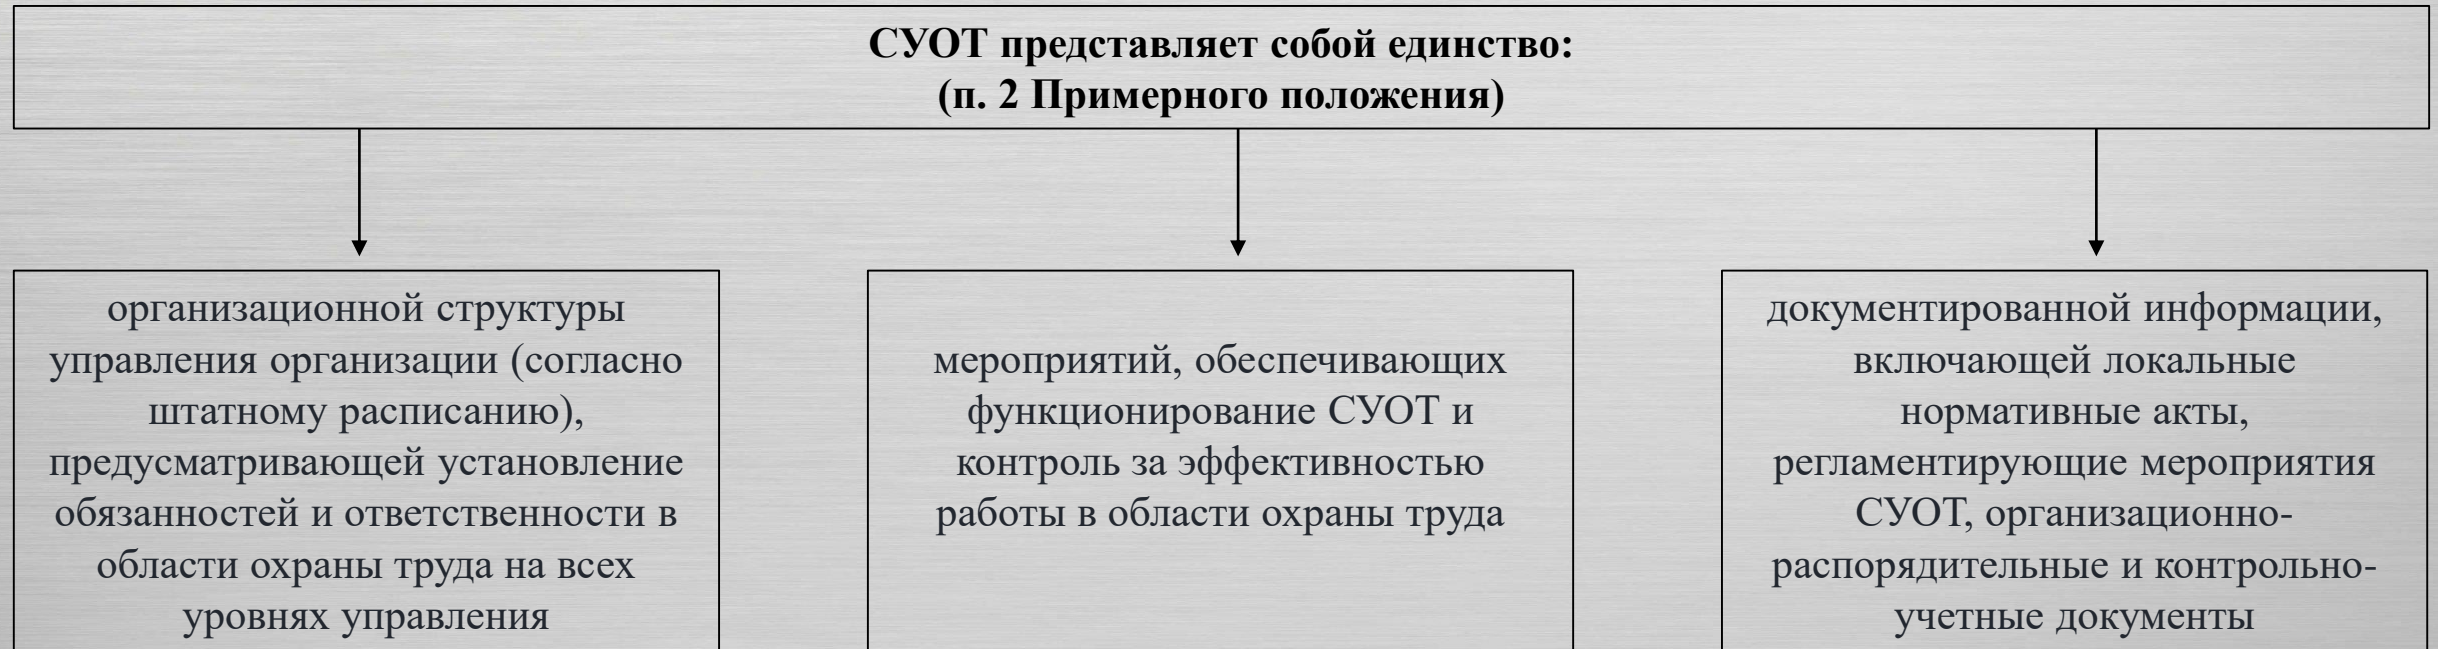 СУОТ представляет собой единство:
(п. 2 Примерного положения)
организационной структуры
управления организации (согласно
штатному расписанию),
предусматривающей установление
обязанностей и ответственности в
области охраны труда на всех
уровнях управления
мероприятий, обеспечивающих
функционирование СУОТ и
контроль за эффективностью
работы в области охраны труда
документированной информации,
включающей локальные
нормативные акты,
регламентирующие мероприятия
СУОТ, организационно-
распорядительные и контрольно-
учетные документы